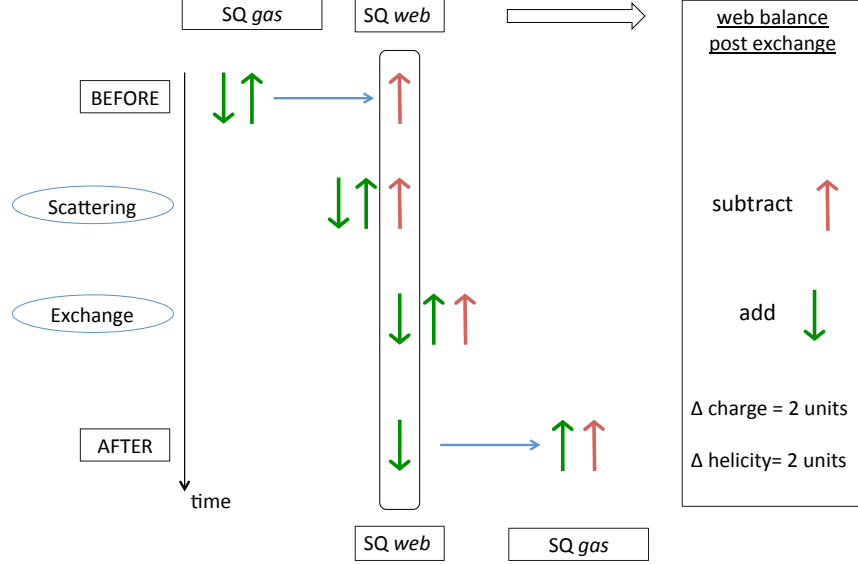 SQ gas
SQ web
web balance
post exchange
BEFORE
Scattering
subtract
Exchange
add
Δ charge = 2 units
AFTER
Δ helicity= 2 units
time
SQ web
SQ gas